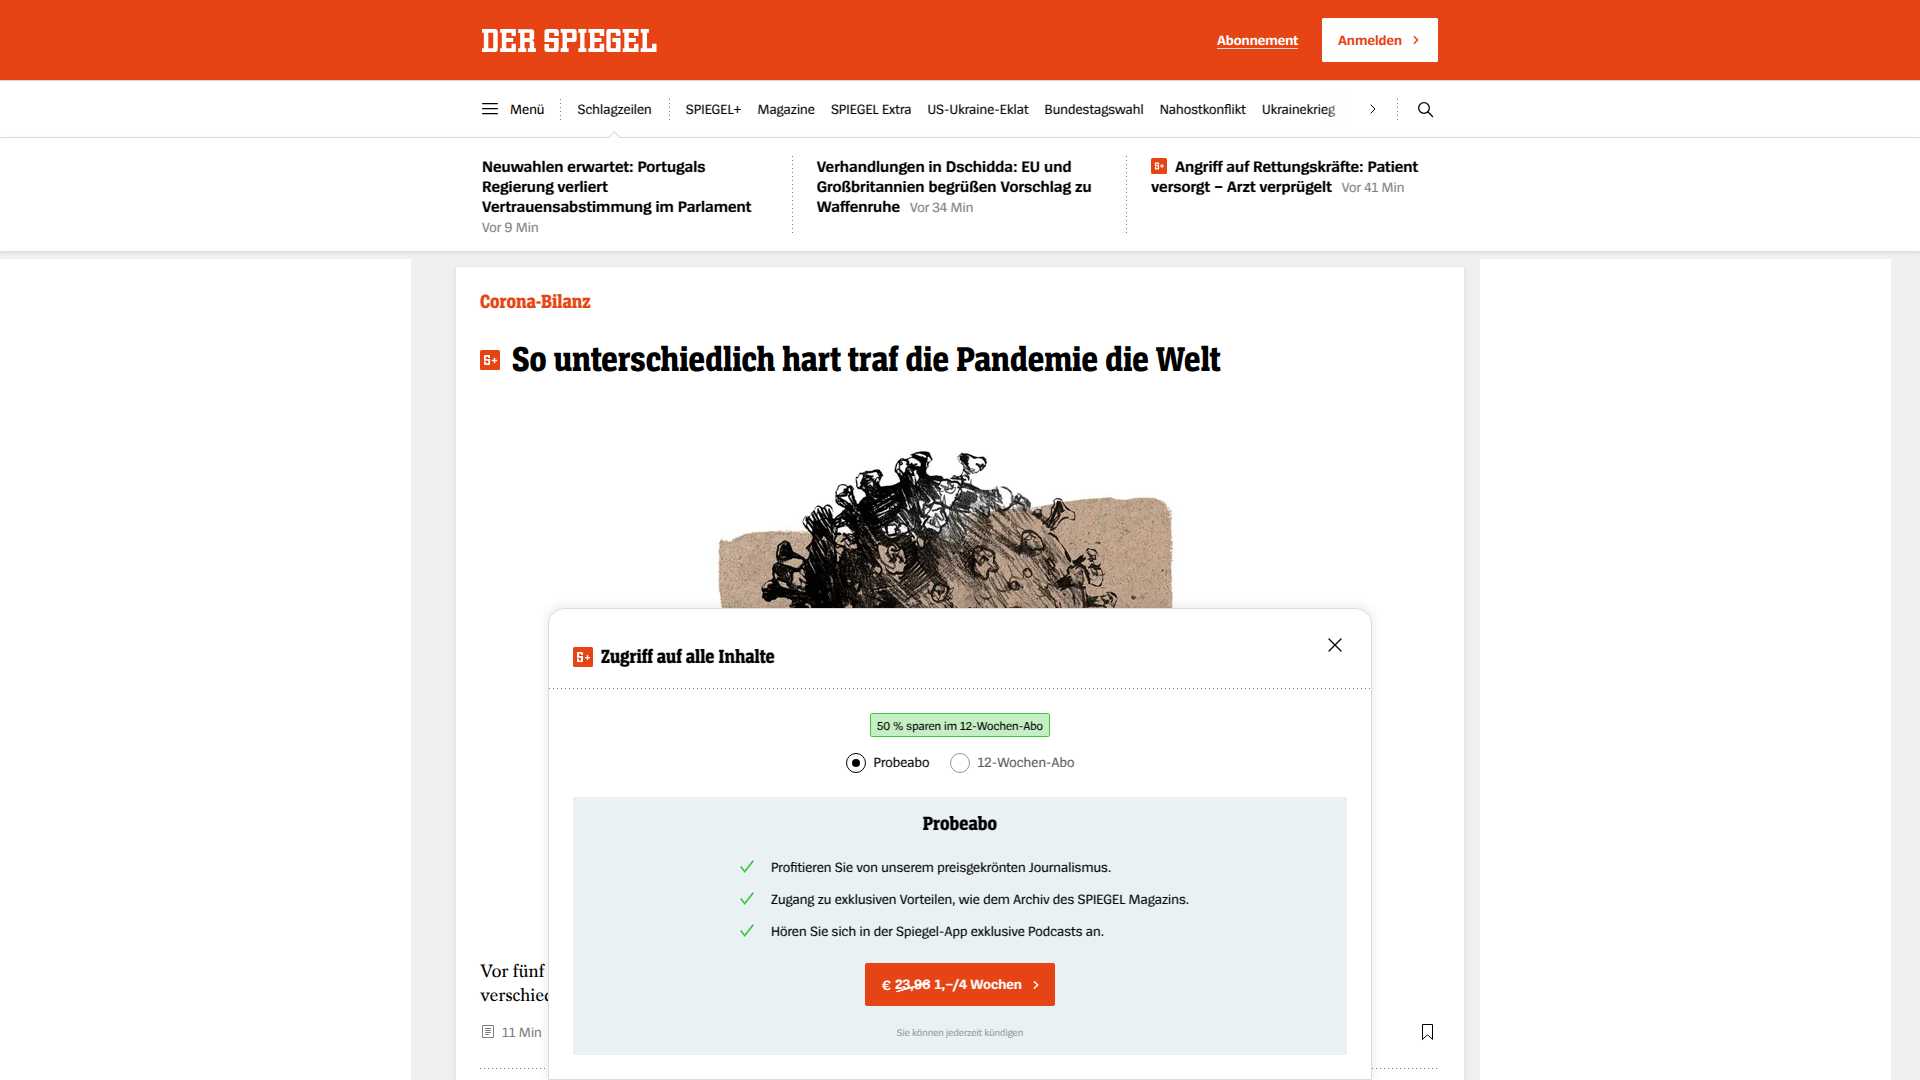 DER SPIEGEL
Abonnement
Anmelden
Menü
Schlagzeilen
SPIEGEL+
Magazine
SPIEGEL Extra
US-Ukraine-Eklat
Bundestagswahl
Nahostkonflikt
Ukrainekrieg
Neuwahlen erwartet: Portugals
Regierung verliert
Vertrauensabstimmung im Parlament
Vor 9 Min
Verhandlungen in Dschidda: EU und
Großbritannien begrüßen Vorschlag zu
Waffenruhe Vor 34 Min
S+ Angriff auf Rettungskräfte: Patient
versorgt – Arzt verprügelt Vor 41 Min
Corona-Bilanz
S+ So unterschiedlich hart traf die Pandemie die Welt
S+ Zugriff auf alle Inhalte
50 % sparen im 12-Wochen-Abo
Probeabo
12-Wochen-Abo
Probeabo
Profitieren Sie von unserem preisgekrönten Journalismus.
Zugang zu exklusiven Vorteilen, wie dem Archiv des SPIEGEL Magazins.
Hören Sie sich in der Spiegel-App exklusive Podcasts an.
€ 23,96 1,–/4 Wochen
Sie können jederzeit kündigen
Vor fünf
verschied
11 Min